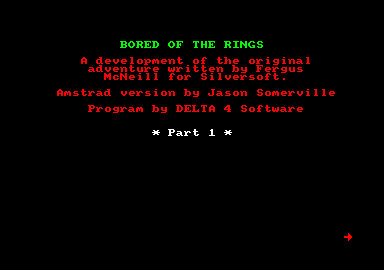 BORED OF THE RINGS
A development of the original
adventure written by Fergus
McNeill for Silversoft.
Amstrad version by Jason Somerville
Program by DELTA 4 Software
* Part 1 *